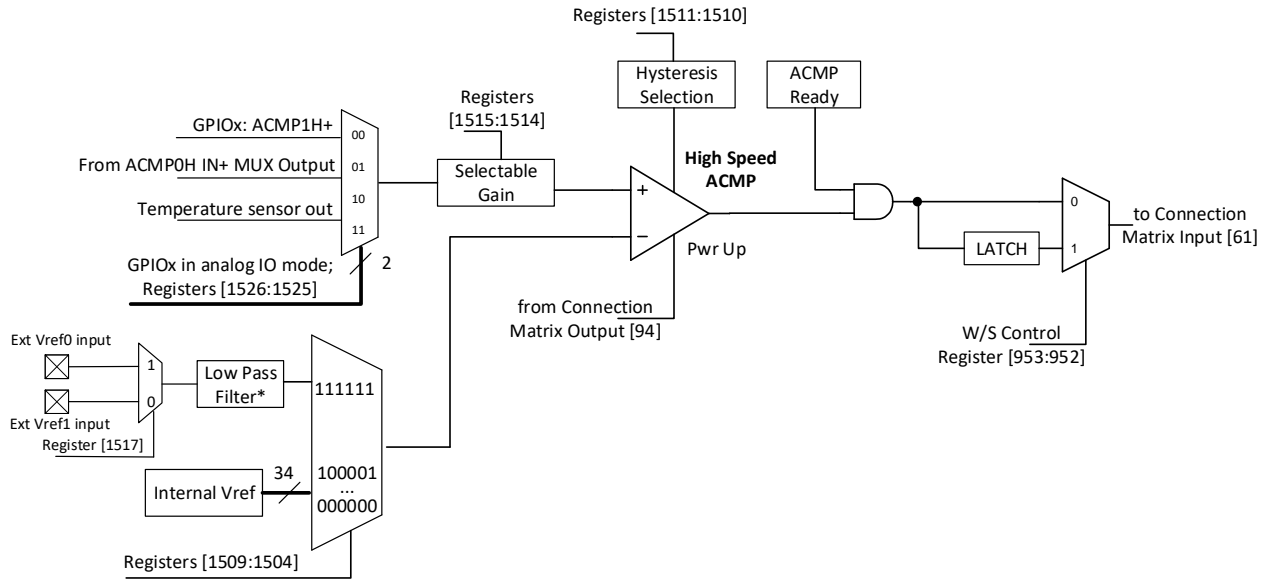 Registers [1511:1510]
Hysteresis
Selection
ACMP
Ready
Registers
[1515:1514]
GPIOx: ACMP1H+
00
From ACMP0H IN+ MUX Output
01
10
Temperature sensor out
11
Selectable
Gain
High Speed
ACMP
+
−
Pwr Up
0
1
LATCH
to Connection
Matrix Input [61]
GPIOx in analog IO mode;
Registers [1526:1525]
2
from Connection
Matrix Output [94]
W/S Control
Register [953:952]
Ext Vref0 input
1
0
Ext Vref1 input
Register [1517]
Low Pass
Filter*
111111
34
Internal Vref
100001
...
000000
Registers [1509:1504]